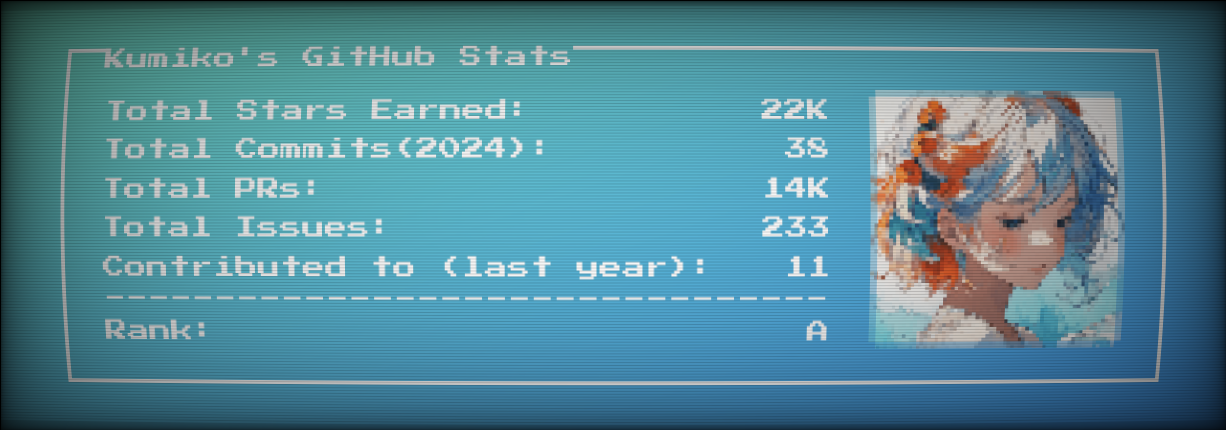 Kumiko's GitHub Stats
Total Stars Earned: 22K
Total Commits(2024): 38
Total PRs: 14K
Total Issues: 233
Contributed to (last year): 11
Rank: A